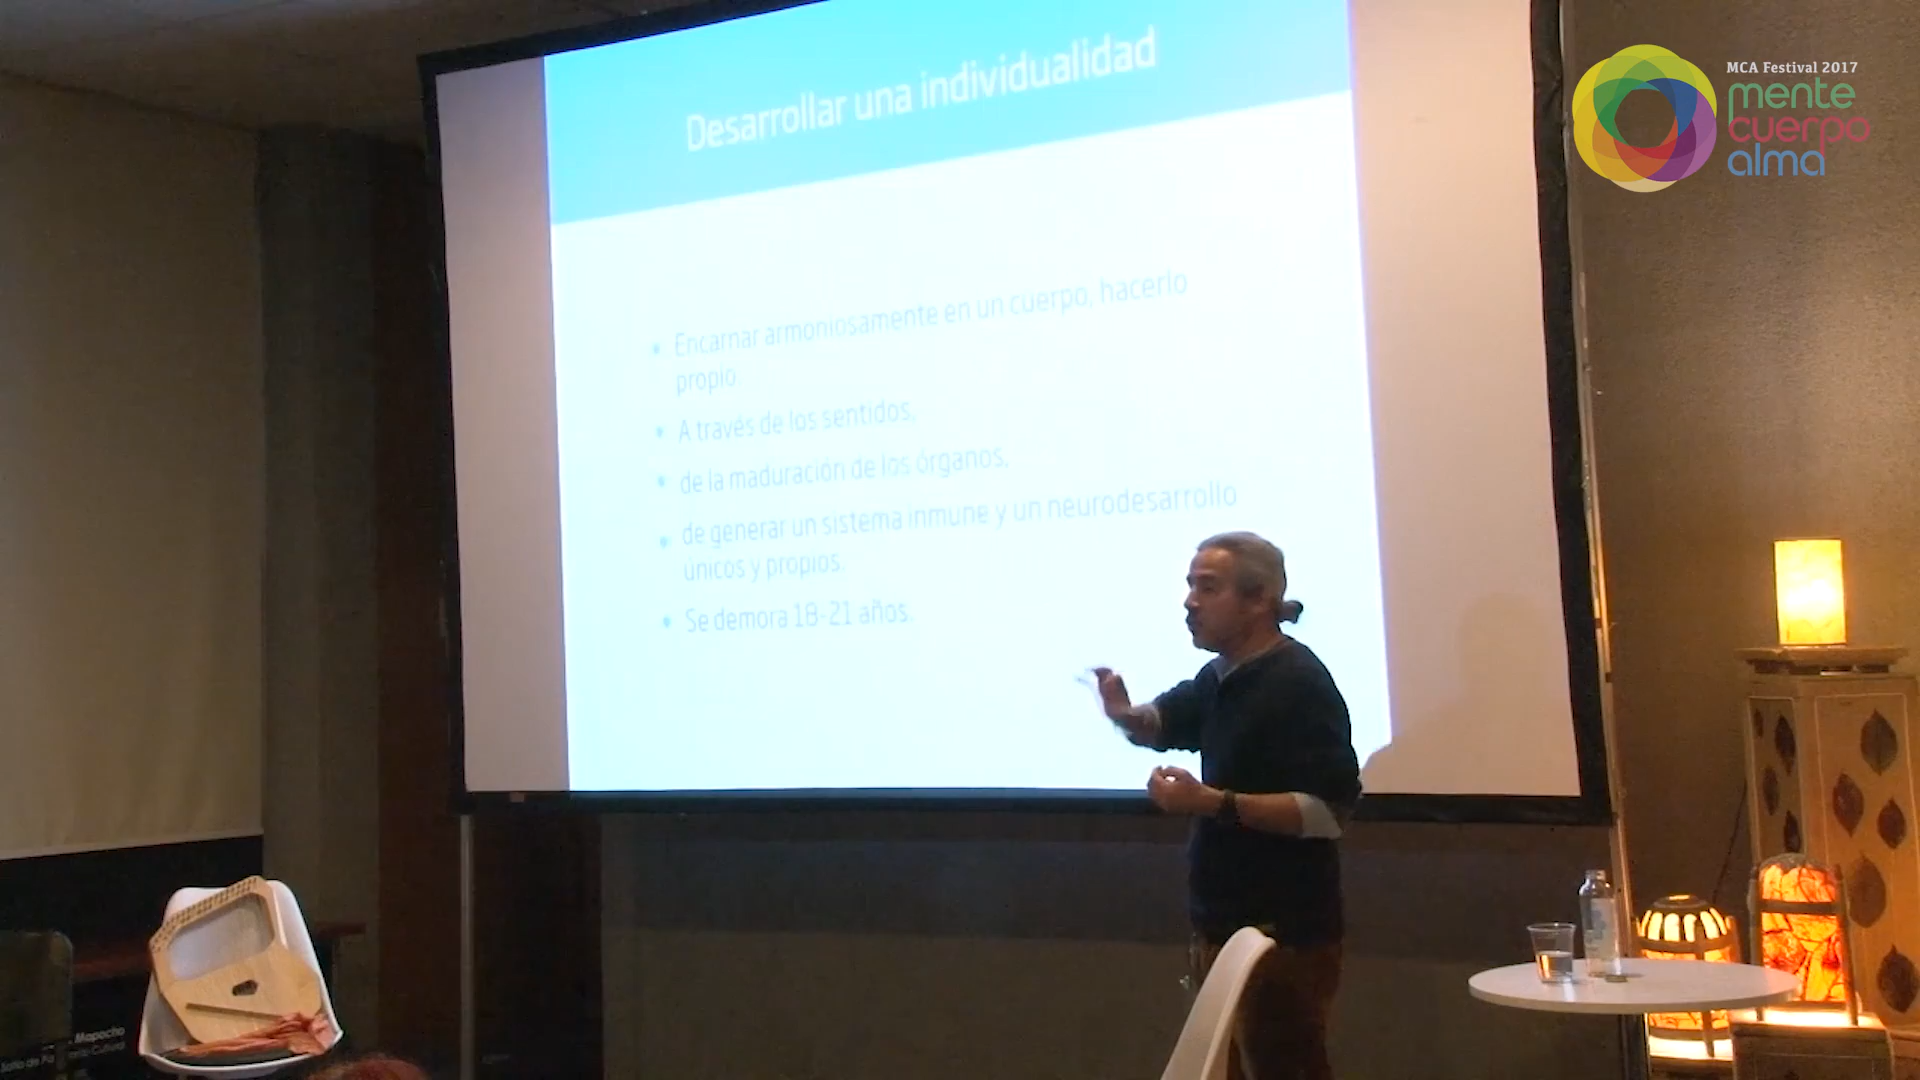 Desarrollar una individualidad
MCA Festival 2017
mente
cuerpo
alma
• Encarnar armoniosamente en un cuerpo, hacerlo
propio.
• A través de los sentidos,
• de la maduración de los órganos,
• de generar un sistema inmune y un neurodesarrollo
únicos y propios.
• Se demora 18-21 años.
Mapocho
Cultural